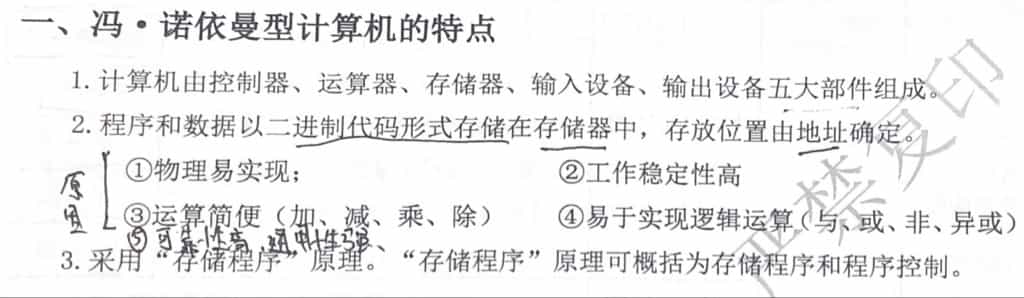 一、冯·诺依曼型计算机的特点
1. 计算机由控制器、运算器、存储器、输入设备、输出设备五大部件组成。
2. 程序和数据以二进制代码形式存储在存储器中，存放位置由地址确定。
原因
①物理易实现； ②工作稳定性高
③运算简便（加、减、乘、除） ④易于实现逻辑运算（与、或、非、异或）
⑤可靠性高、通用性强、
3. 采用“存储程序”原理。“存储程序”原理可概括为存储程序和程序控制。
严禁复印